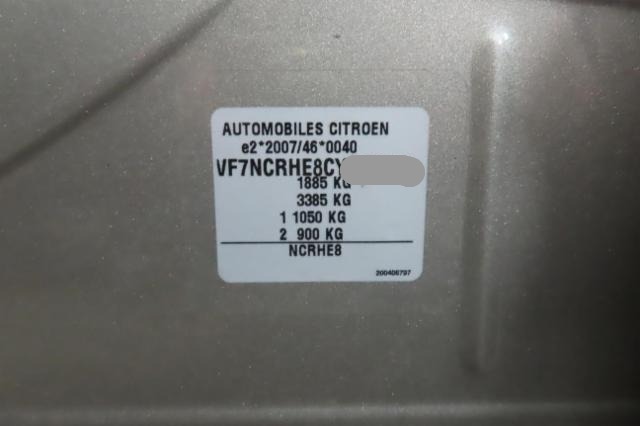 AUTOMOBILES CITROEN
e2*2007/46*0040
VF7NCRHE8CY
1885 KG
3385 KG
1 1050 KG
2 900 KG
NCRHE8
200406797